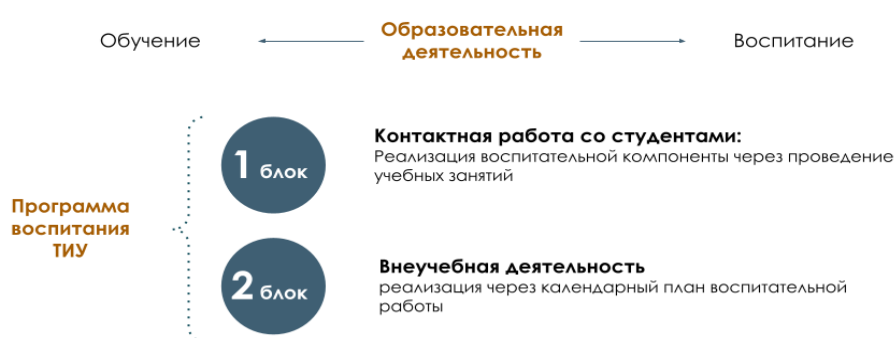 Обучение
Образовательная
деятельность
Воспитание
Программа
воспитания
ТИУ
1 блок
Контактная работа со студентами:
Реализация воспитательной компоненты через проведение
учебных занятий
2 блок
Внеучебная деятельность
реализация через календарный план воспитательной
работы